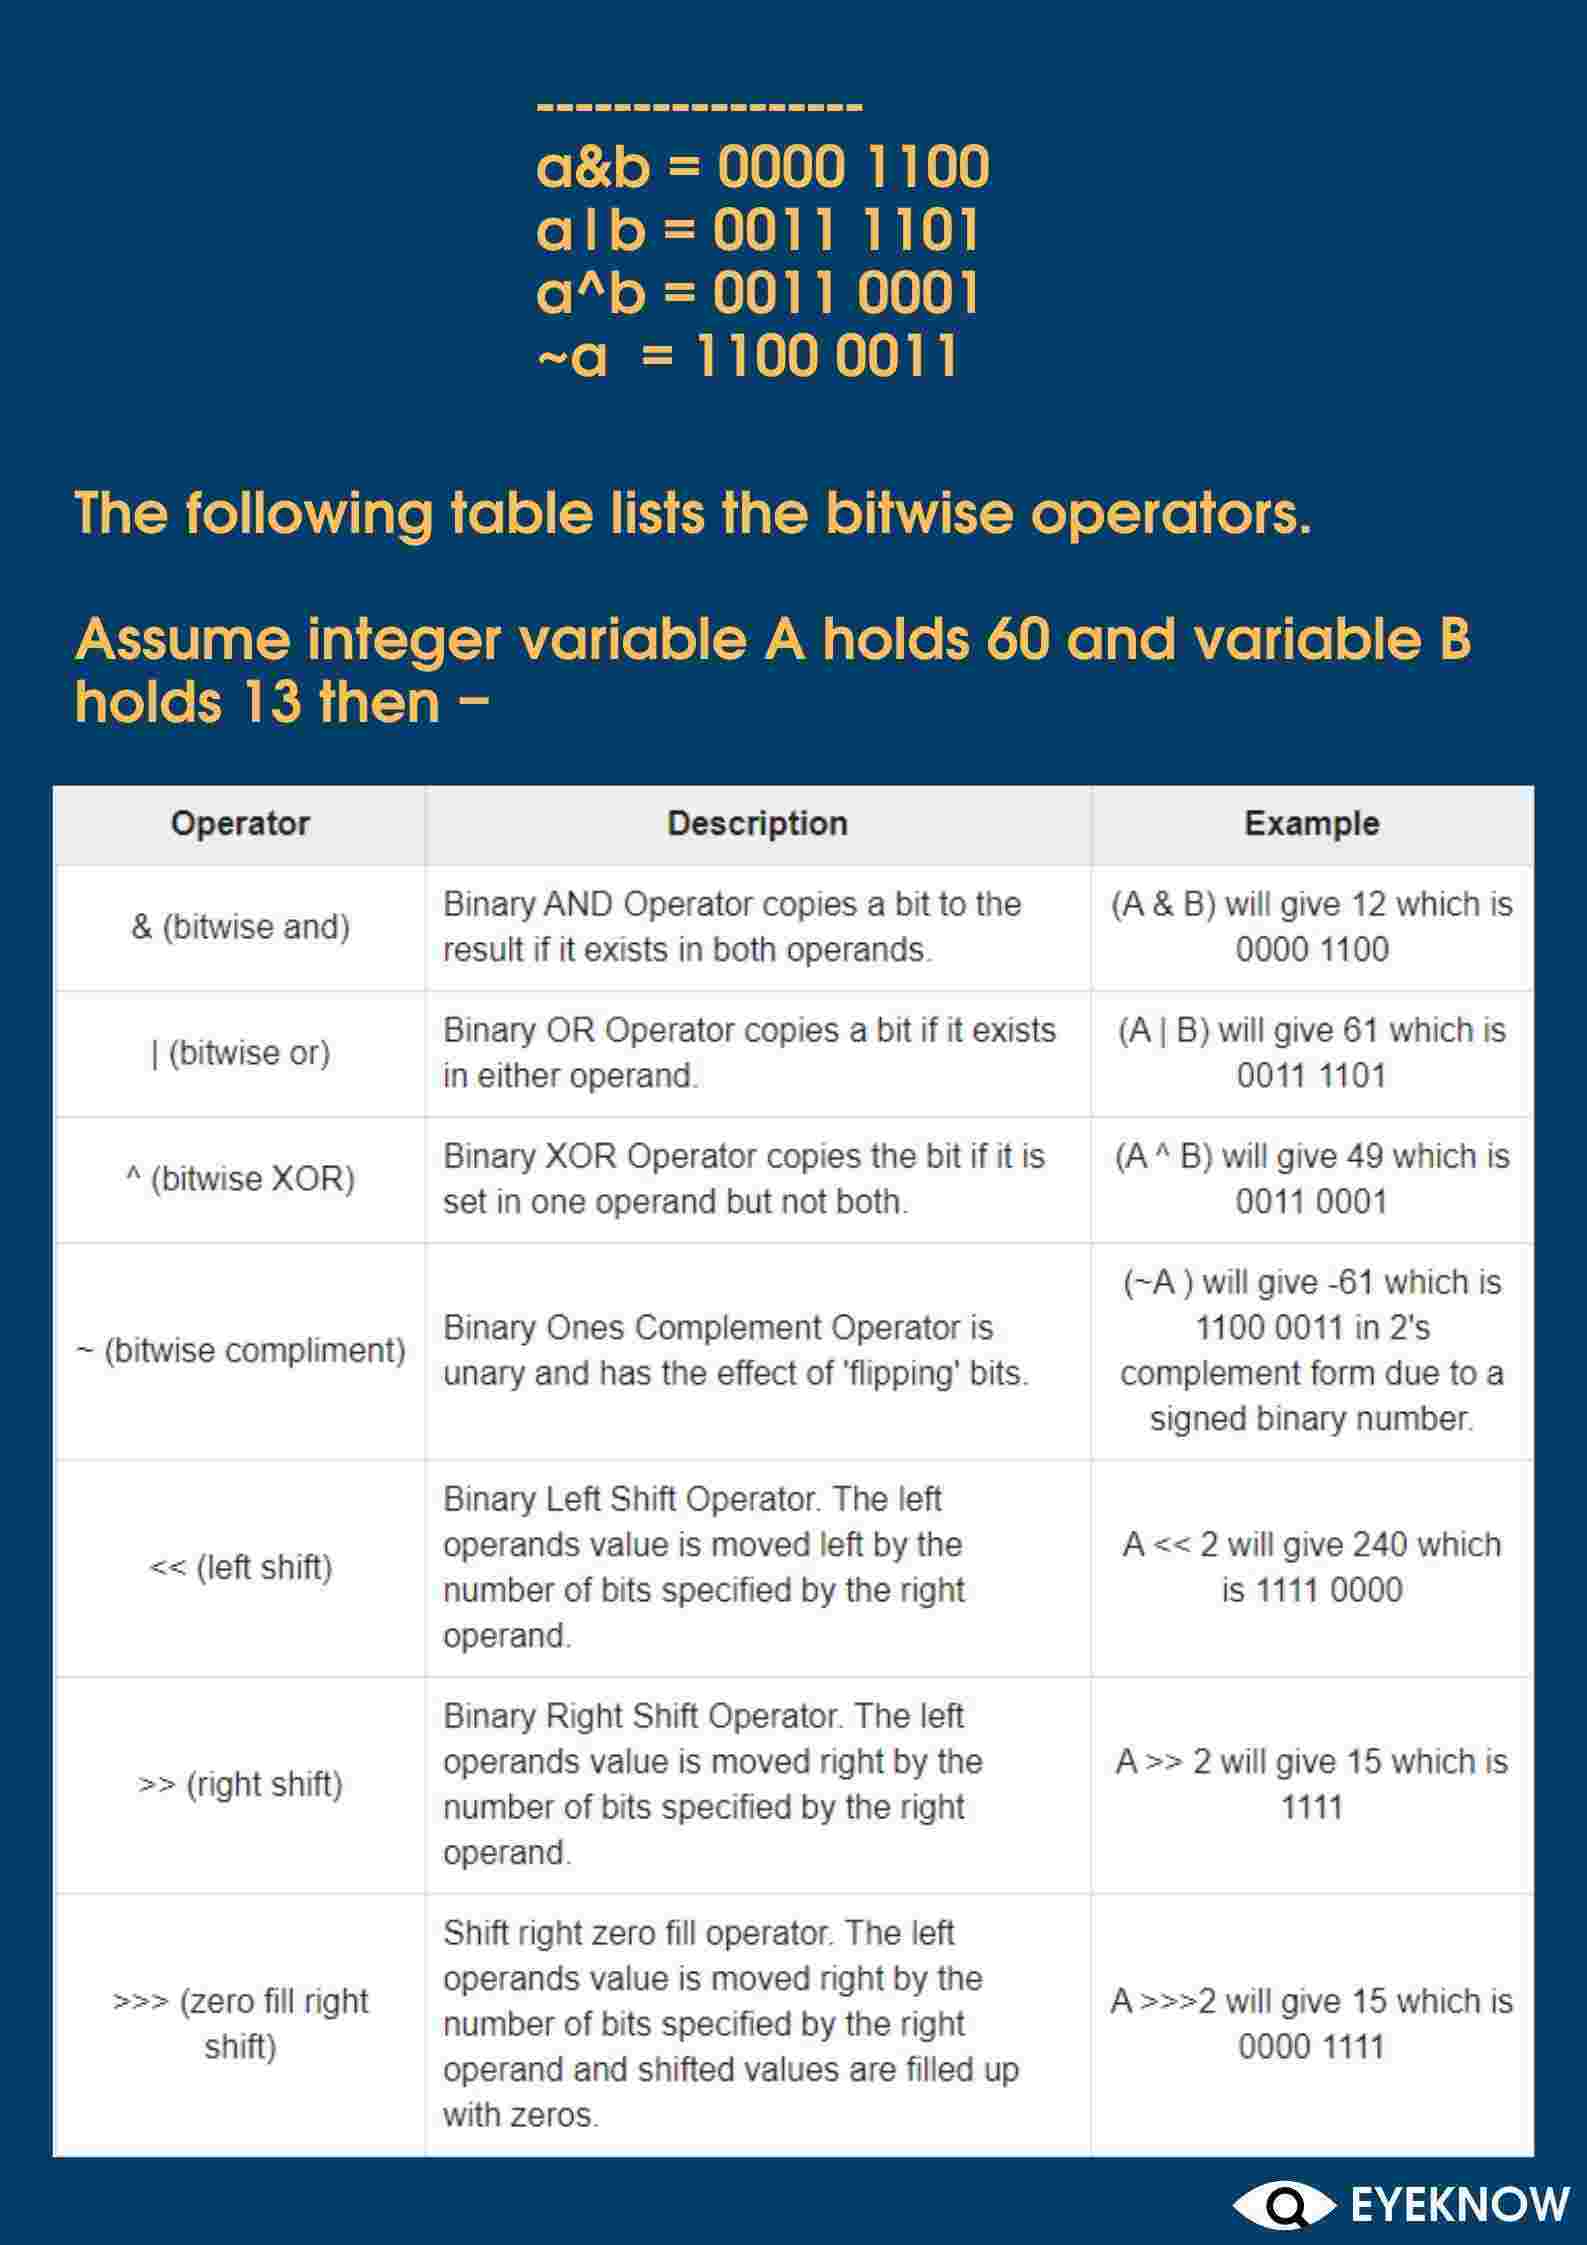 -----------------
a&b = 0000 1100
a|b = 0011 1101
a^b = 0011 0001
~a  = 1100 0011
The following table lists the bitwise operators.
Assume integer variable A holds 60 and variable B
holds 13 then –
Operator
Description
Example
& (bitwise and)
Binary AND Operator copies a bit to the
result if it exists in both operands.
(A & B) will give 12 which is
0000 1100
| (bitwise or)
Binary OR Operator copies a bit if it exists
in either operand.
(A | B) will give 61 which is
0011 1101
^ (bitwise XOR)
Binary XOR Operator copies the bit if it is
set in one operand but not both.
(A ^ B) will give 49 which is
0011 0001
~ (bitwise compliment)
Binary Ones Complement Operator is
unary and has the effect of 'flipping' bits.
(~A ) will give -61 which is
1100 0011 in 2's
complement form due to a
signed binary number.
<< (left shift)
Binary Left Shift Operator. The left
operands value is moved left by the
number of bits specified by the right
operand.
A << 2 will give 240 which
is 1111 0000
>> (right shift)
Binary Right Shift Operator. The left
operands value is moved right by the
number of bits specified by the right
operand.
A >> 2 will give 15 which is
1111
>>> (zero fill right
shift)
Shift right zero fill operator. The left
operands value is moved right by the
number of bits specified by the right
operand and shifted values are filled up
with zeros.
A >>>2 will give 15 which is
0000 1111
EYEKNOW